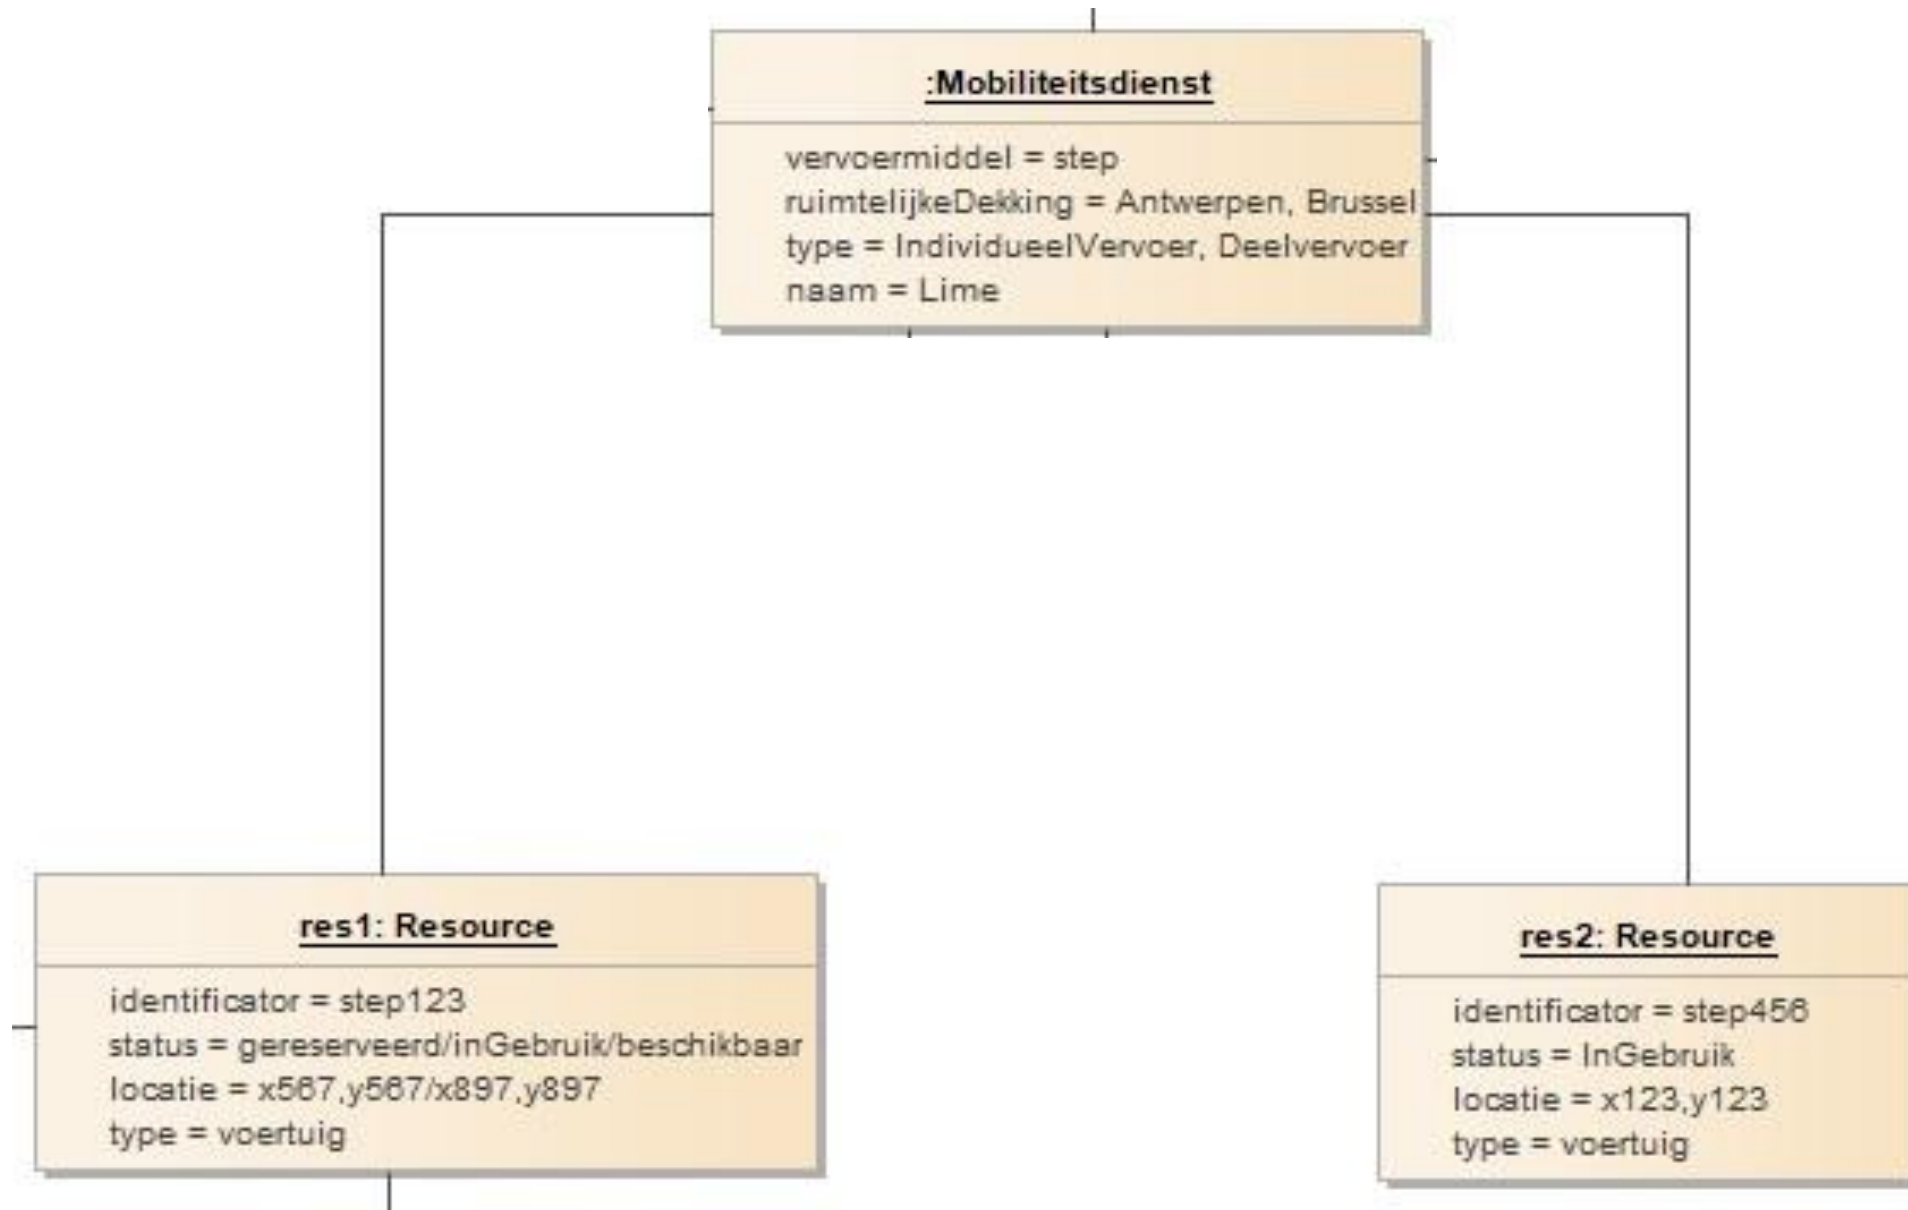 :Mobiliteitsdienst
vervoermiddel = step
ruimtelijkeDekking = Antwerpen, Brussel
type = IndividueelVervoer, Deelvervoer
naam = Lime
res1: Resource
identificator = step123
status = gereserveerd/inGebruik/beschikbaar
locatie = x567,y567/x897,y897
type = voertuig
res2: Resource
identificator = step456
status = InGebruik
locatie = x123,y123
type = voertuig